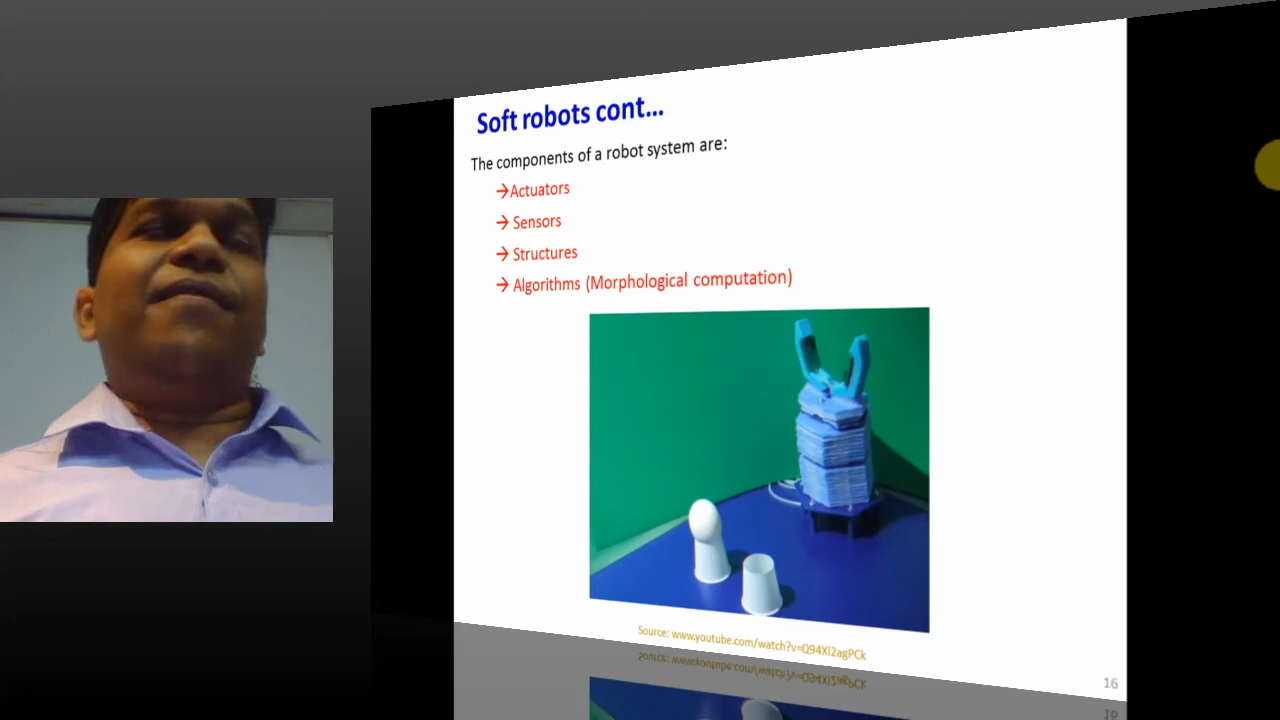 Soft robots cont...
The components of a robot system are:
→Actuators
→ Sensors
→ Structures
→ Algorithms (Morphological computation)
Source: www.youtube.com/watch?v=Q94Xl2agPCk
16